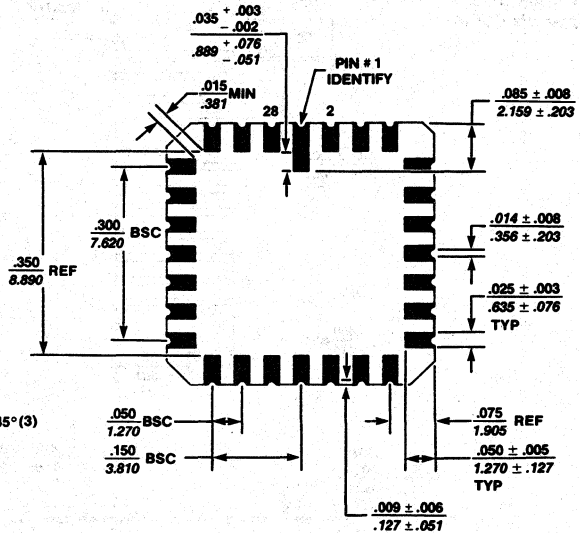 .035 + .003
- .002
.889 + .076
- .051
PIN # 1
IDENTIFY
.015 MIN
.381
28
2
.085 ± .008
2.159 ± .203
.300 BSC
7.620
.014 ± .008
.356 ± .203
.350 REF
8.890
.025 ± .003
.635 ± .076
TYP
5°(3)
.050 BSC
1.270
.075 REF
1.905
.150 BSC
3.810
.050 ± .005
1.270 ± .127
TYP
.009 ± .006
.127 ± .051